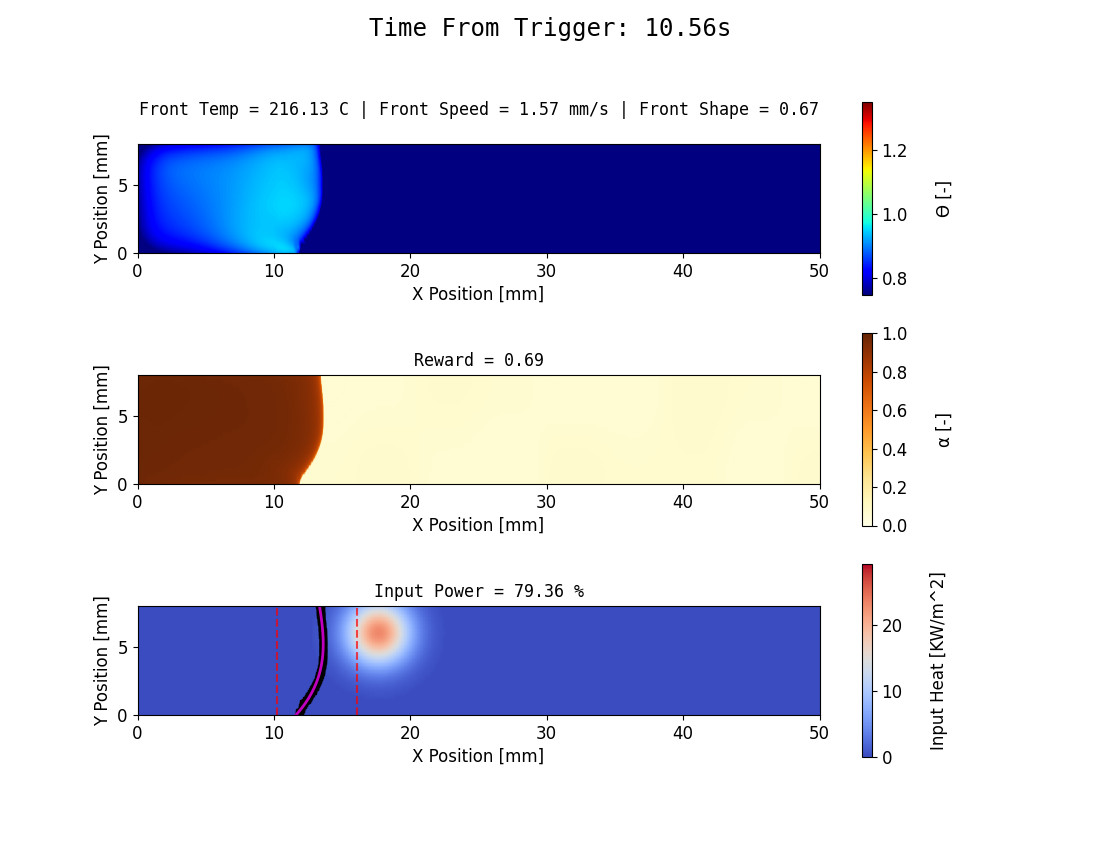 Time From Trigger: 10.56s
Front Temp = 216.13 C | Front Speed = 1.57 mm/s | Front Shape = 0.67
Y Position [mm]
5
0
0 10 20 30 40 50
X Position [mm]
1.2
1.0
0.8
Θ [-]
Reward = 0.69
Y Position [mm]
5
0
0 10 20 30 40 50
X Position [mm]
1.0
0.8
0.6
0.4
0.2
0.0
α [-]
Input Power = 79.36 %
Y Position [mm]
5
0
0 10 20 30 40 50
X Position [mm]
20
10
0
Input Heat [KW/m^2]